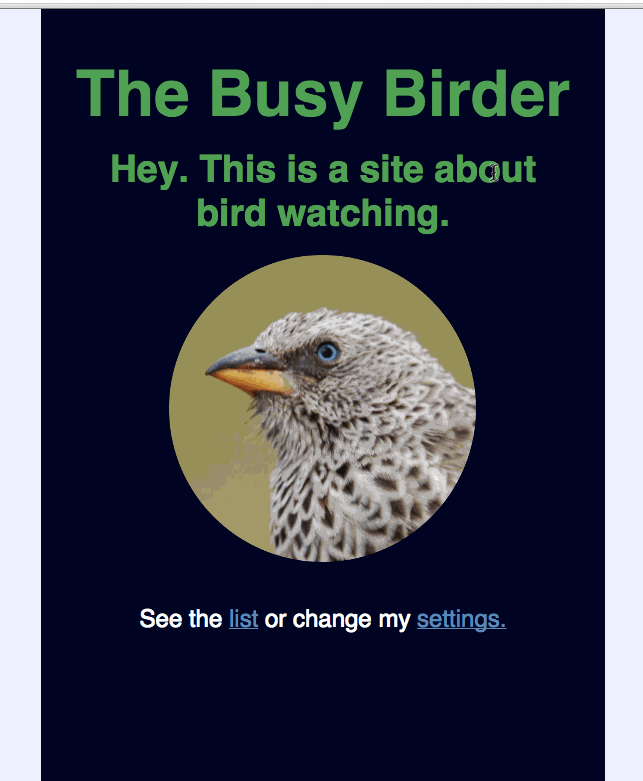 The Busy Birder
Hey. This is a site about
bird watching.
See the list or change my settings.